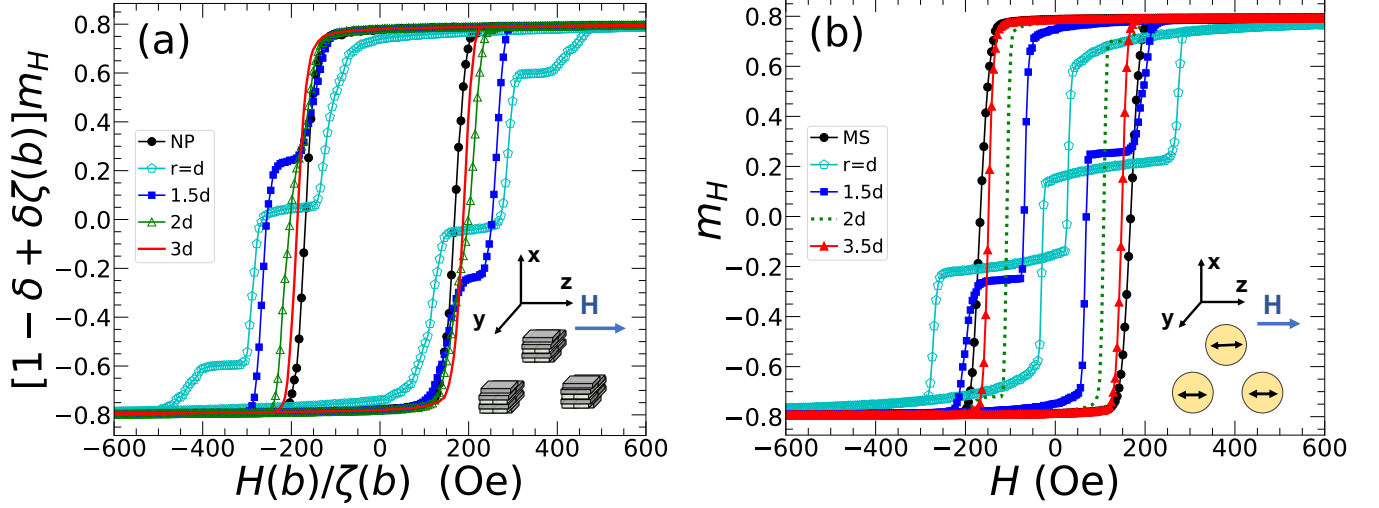 (a)
[1 − δ + δζ(b)]m_H
0.8
0.6
0.4
0.2
0.0
−0.2
−0.4
−0.6
−0.8
NP
r=d
1.5d
2d
3d
x
z
y
H
−600
−400
−200
0
200
400
600
H(b)/ζ(b) (Oe)
(b)
m_H
0.8
0.6
0.4
0.2
0.0
−0.2
−0.4
−0.6
−0.8
MS
r=d
1.5d
2d
3.5d
x
z
y
H
−600
−400
−200
0
200
400
600
H (Oe)